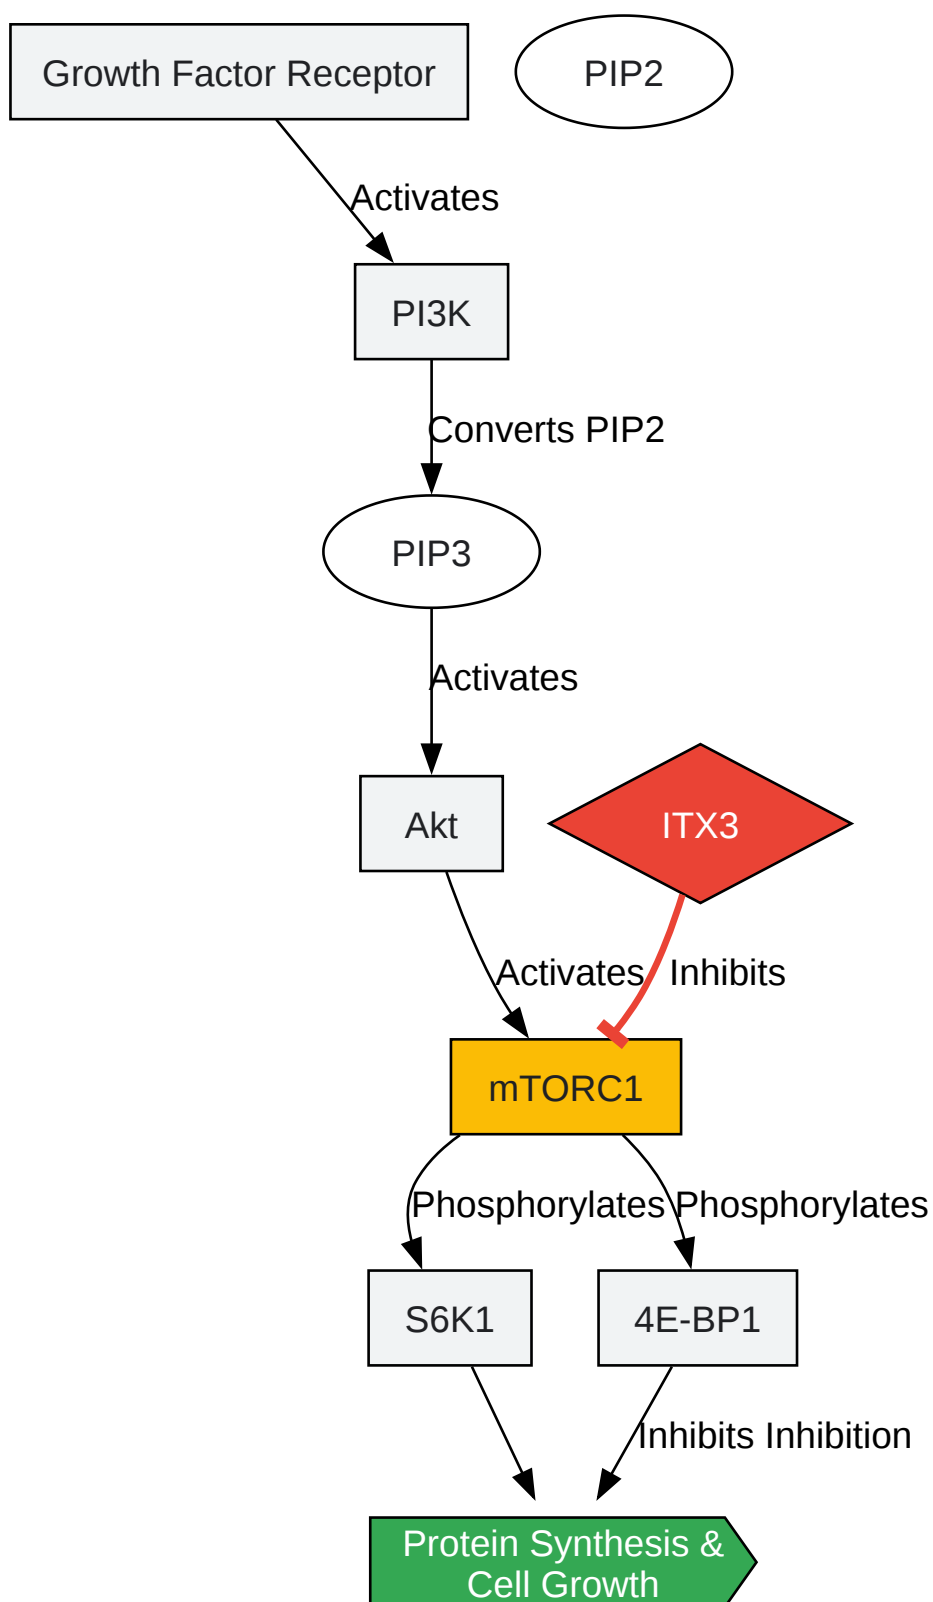 Growth Factor Receptor
PIP2
Activates
PI3K
Converts PIP2
PIP3
Activates
Akt
ITX3
Activates
Inhibits
mTORC1
Phosphorylates
Phosphorylates
S6K1
4E-BP1
Inhibits Inhibition
Protein Synthesis &
Cell Growth